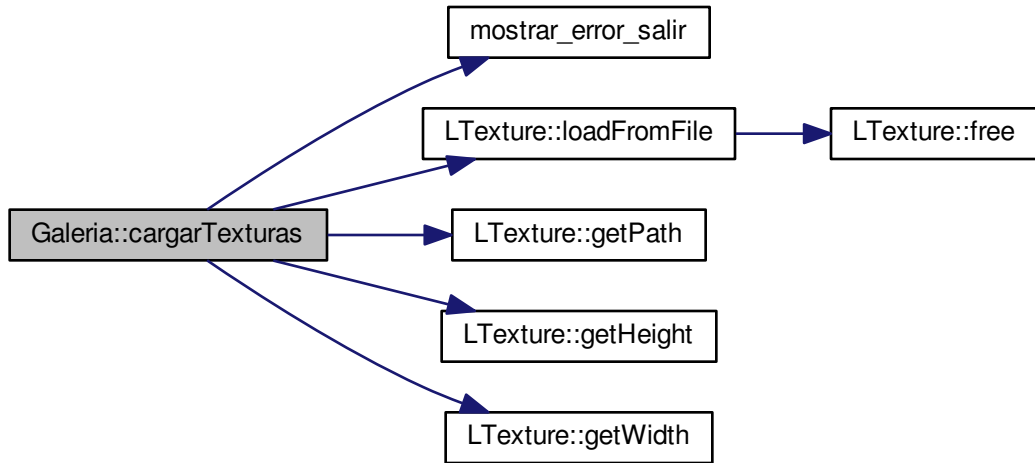 mostrar_error_salir
LTexture::loadFromFile
LTexture::free
Galeria::cargarTexturas
LTexture::getPath
LTexture::getHeight
LTexture::getWidth